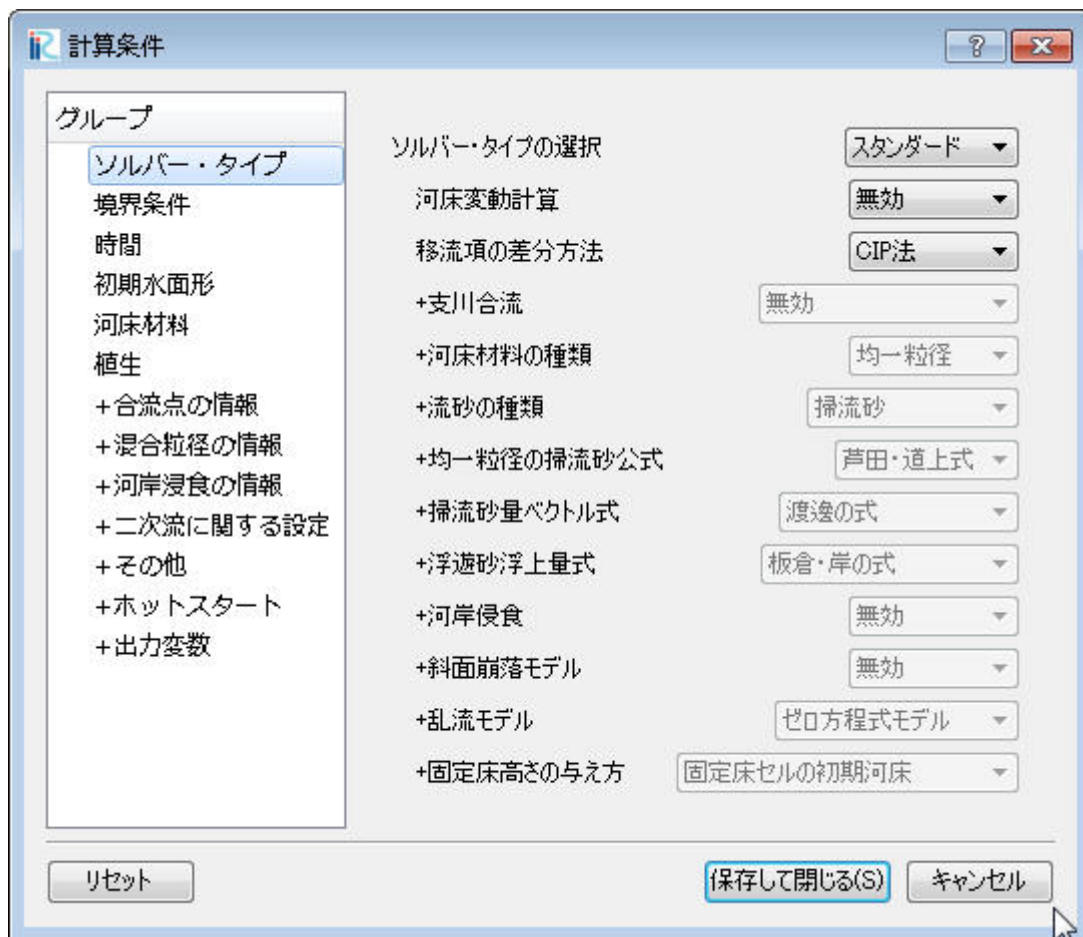 計算条件
グループ
ソルバー・タイプ
境界条件
時間
初期水面形
河床材料
植生
+合流点の情報
+混合粒径の情報
+河岸浸食の情報
+二次流に関する設定
+その他
+ホットスタート
+出力変数
ソルバー・タイプの選択 スタンダード
河床変動計算 無効
移流項の差分方法 CIP法
+支川合流 無効
+河床材料の種類 均一粒径
+流砂の種類 掃流砂
+均一粒径の掃流砂公式 芦田・道上式
+掃流砂量ベクトル式 渡邊の式
+浮遊砂浮上量式 板倉・岸の式
+河岸侵食 無効
+斜面崩落モデル 無効
+乱流モデル ゼロ方程式モデル
+固定床高さの与え方 固定床セルの初期河床
リセット 保存して閉じる(S) キャンセル